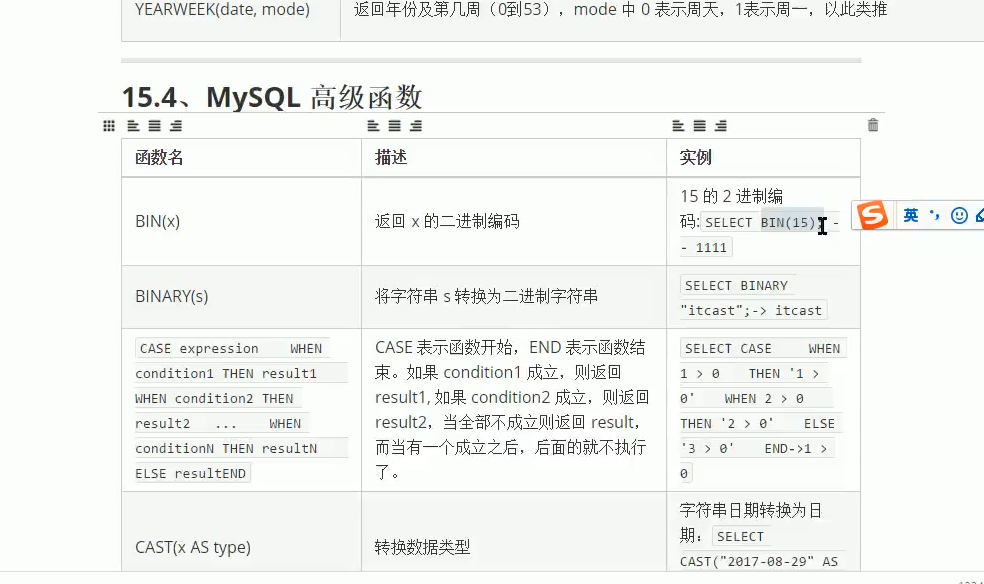 YEARWEEK(date, mode)
返回年份及第几周（0到53），mode 中 0 表示周天，1表示周一，以此类推
15.4、MySQL 高级函数
函数名
描述
实例
BIN(x)
返回 x 的二进制编码
15 的 2 进制编
码:SELECT BIN(15); -
- 1111
英
BINARY(s)
将字符串 s 转换为二进制字符串
SELECT BINARY
"itcast";-> itcast
CASE expression WHEN
condition1 THEN result1
WHEN condition2 THEN
result2 ... WHEN
conditionN THEN resultN
ELSE resultEND
CASE 表示函数开始，END 表示函数结
束。如果 condition1 成立，则返回
result1, 如果 condition2 成立，则返回
result2，当全部不成立则返回 result，
而当有一个成立之后，后面的就不执行
了。
SELECT CASE WHEN
1 > 0 THEN '1 >
0' WHEN 2 > 0
THEN '2 > 0' ELSE
'3 > 0' END->1 >
0
CAST(x AS type)
转换数据类型
字符串日期转换为日
期：SELECT
CAST("2017-08-29" AS